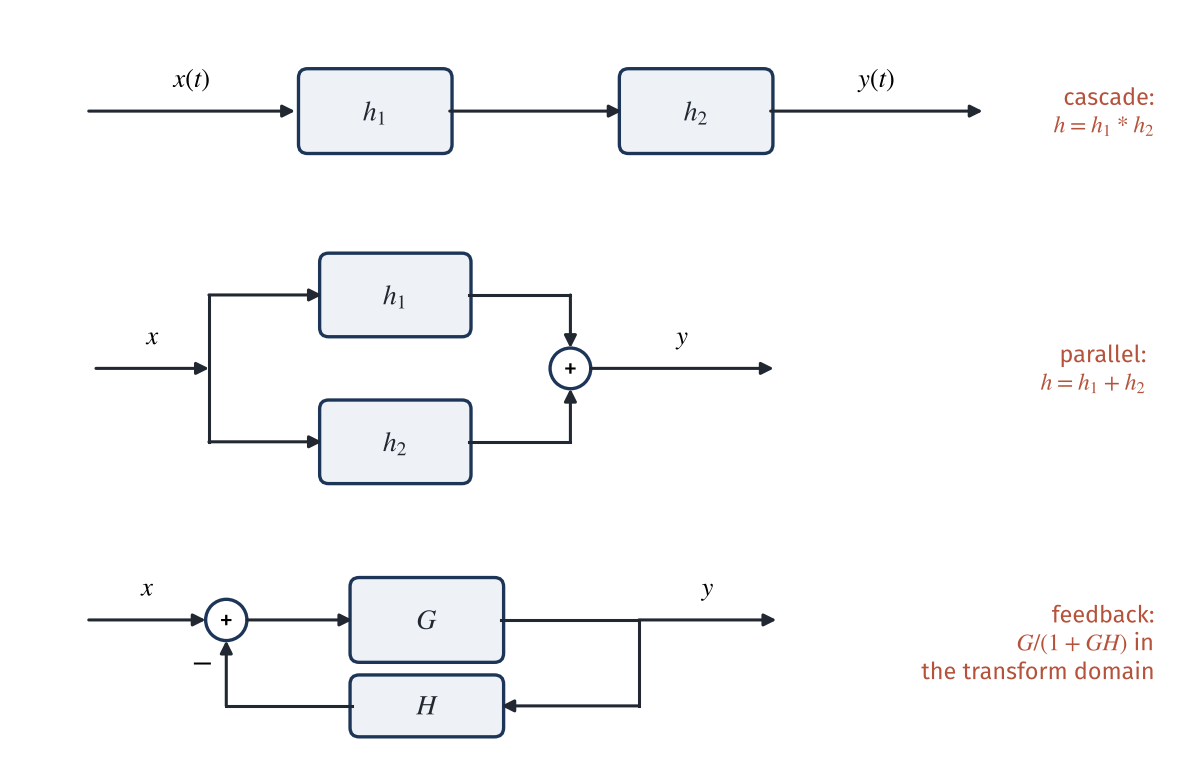 x(t)
h₁
h₂
y(t)
cascade:
h = h₁ * h₂
h₁
x
+
y
h₂
parallel:
h = h₁ + h₂
x
+
−
G
y
H
feedback:
G/(1 + GH) in
the transform domain